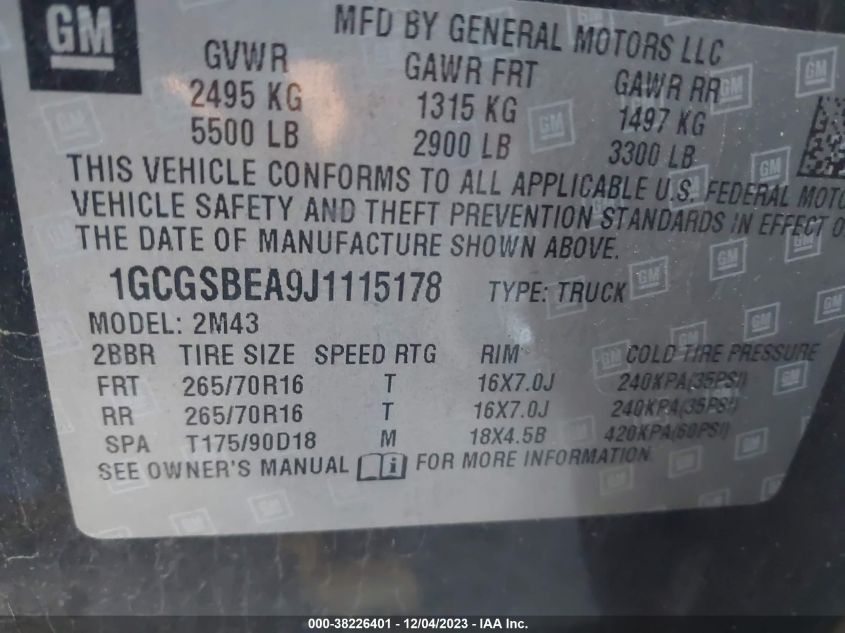 GM
MFD BY GENERAL MOTORS LLC
GVWR GAWR FRT GAWR RR
2495 KG 1315 KG 1497 KG
5500 LB 2900 LB 3300 LB
THIS VEHICLE CONFORMS TO ALL APPLICABLE U.S. FEDERAL MOTO
VEHICLE SAFETY AND THEFT PREVENTION STANDARDS IN EFFECT O
THE DATE OF MANUFACTURE SHOWN ABOVE.
1GCGSBEA9J1115178 TYPE: TRUCK
MODEL: 2M43
2BBR TIRE SIZE SPEED RTG RIM COLD TIRE PRESSURE
FRT 265/70R16 T 16X7.0J 240KPA(35PSI)
RR 265/70R16 T 16X7.0J 240KPA(35PSI)
SPA T175/90D18 M 18X4.5B 420KPA(60PSI)
SEE OWNER'S MANUAL i FOR MORE INFORMATION.
000-38226401 - 12/04/2023 - IAA Inc.